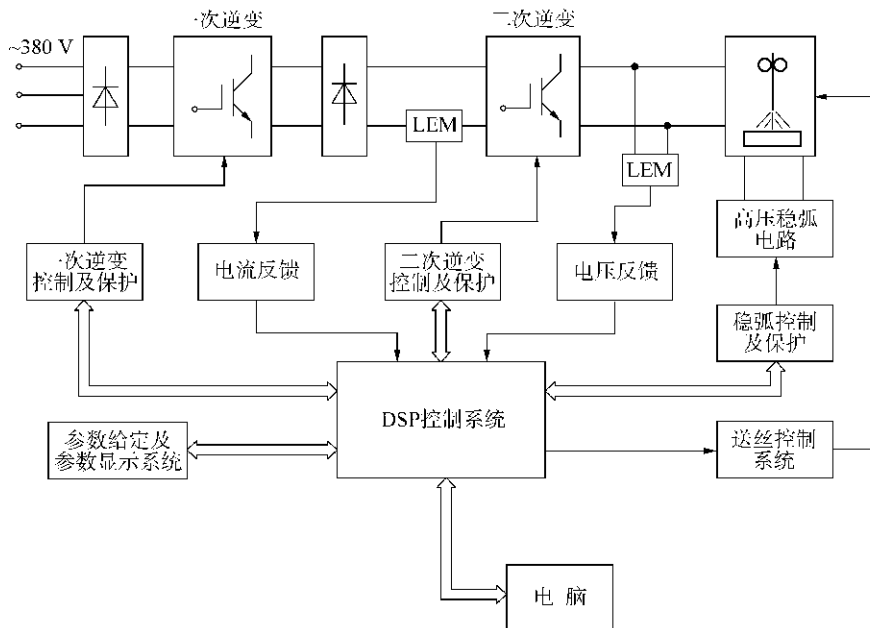 一次逆变
二次逆变
~380 V
LEM
LEM
高压稳弧
电路
一次逆变
控制及保护
电流反馈
二次逆变
控制及保护
电压反馈
稳弧控制
及保护
DSP控制系统
参数给定及
参数显示系统
送丝控制
系统
电 脑